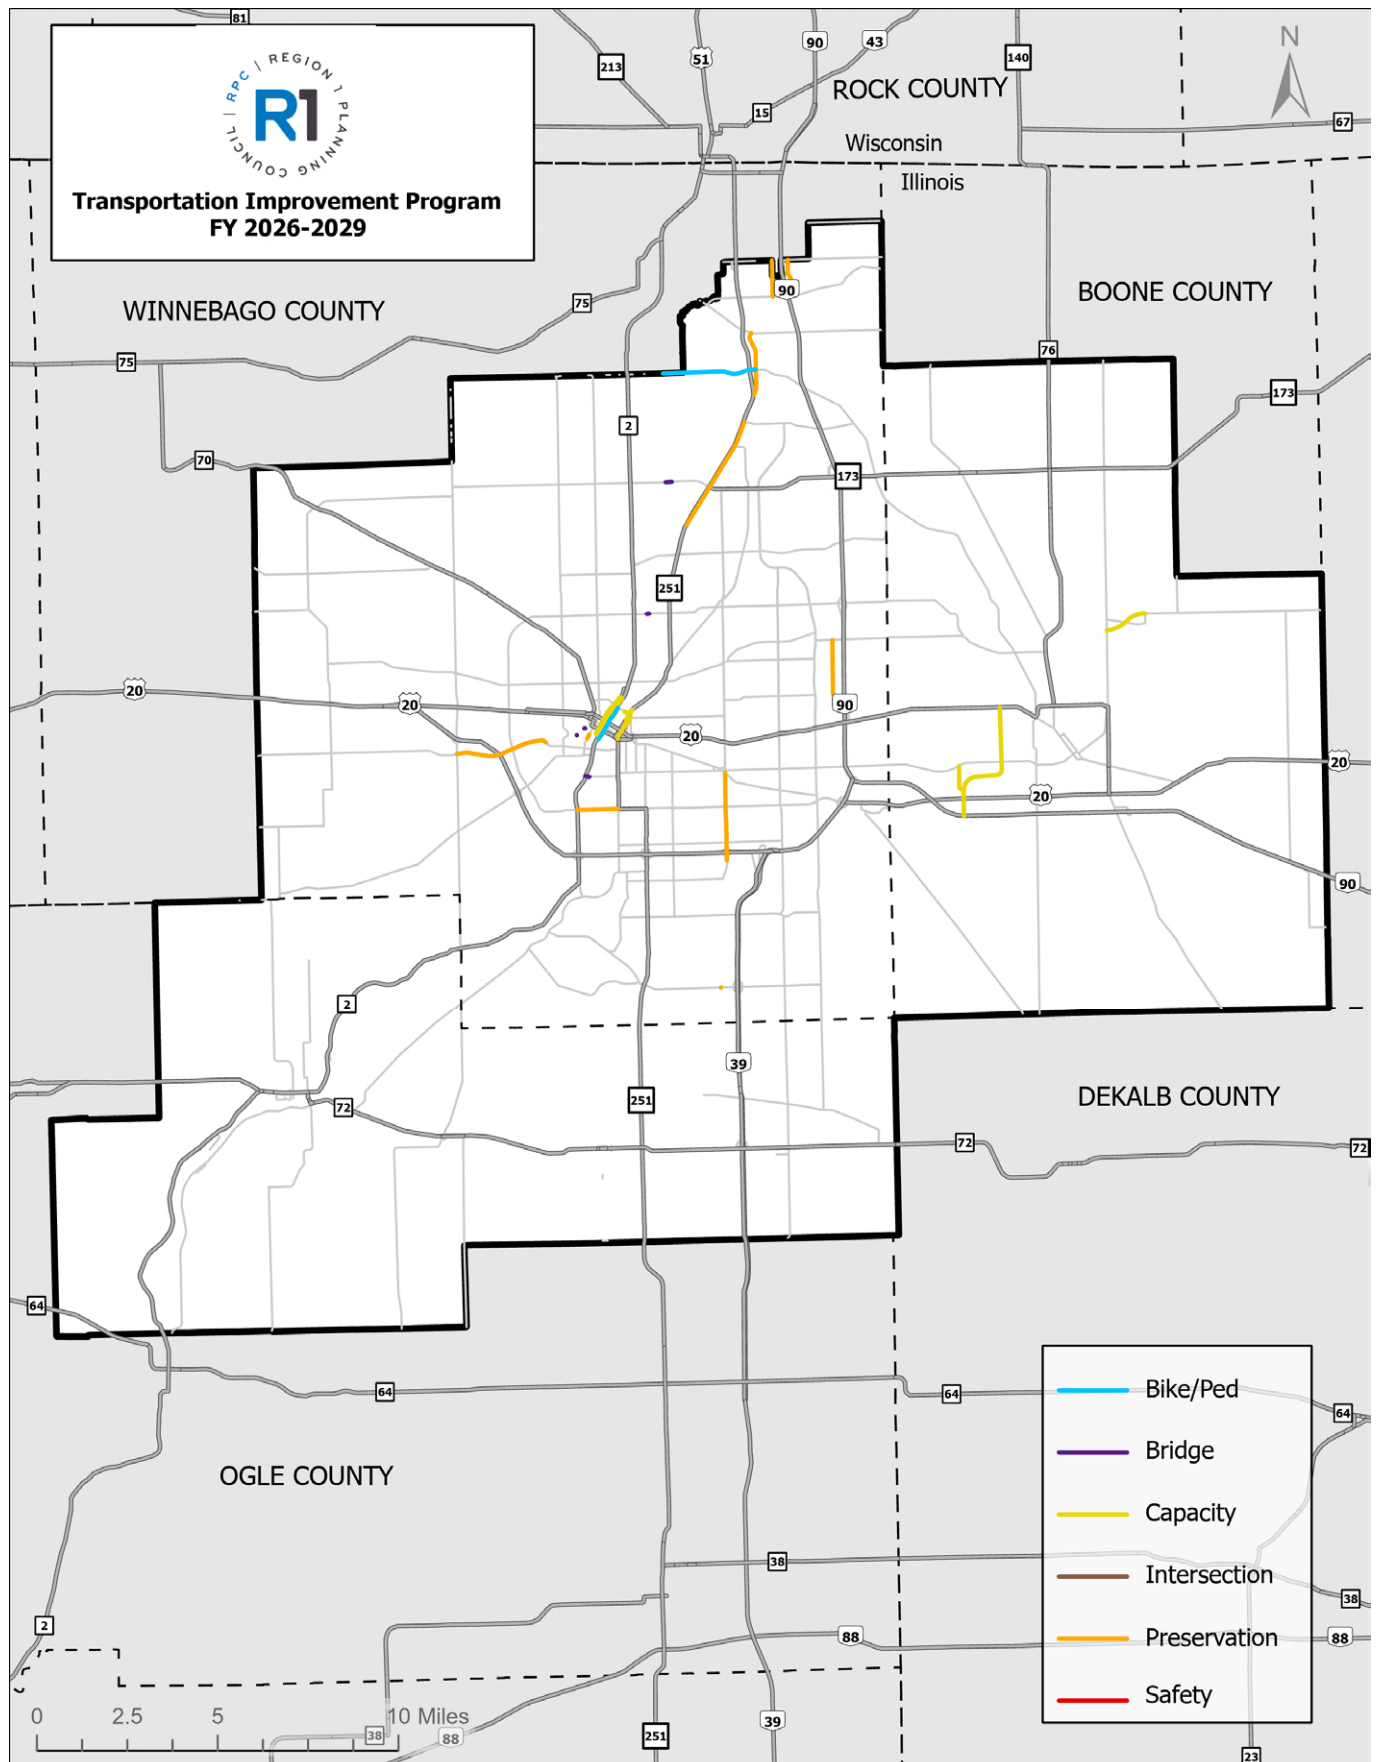 81
51
90
43
213
140
N
ROCK COUNTY
15
67
RPC | REGION 1 PLANNING COUNCIL |
R1
Wisconsin
Illinois
Transportation Improvement Program
FY 2026-2029
WINNEBAGO COUNTY
75
90
BOONE COUNTY
75
76
173
2
70
173
251
20
20
90
20
20
20
90
2
39
251
72
DEKALB COUNTY
72
72
64
64
64
64
OGLE COUNTY
Bike/Ped
Bridge
Capacity
Intersection
Preservation
Safety
38
38
2
88
88
0 2.5 5 10 Miles
38
88
251
39
23